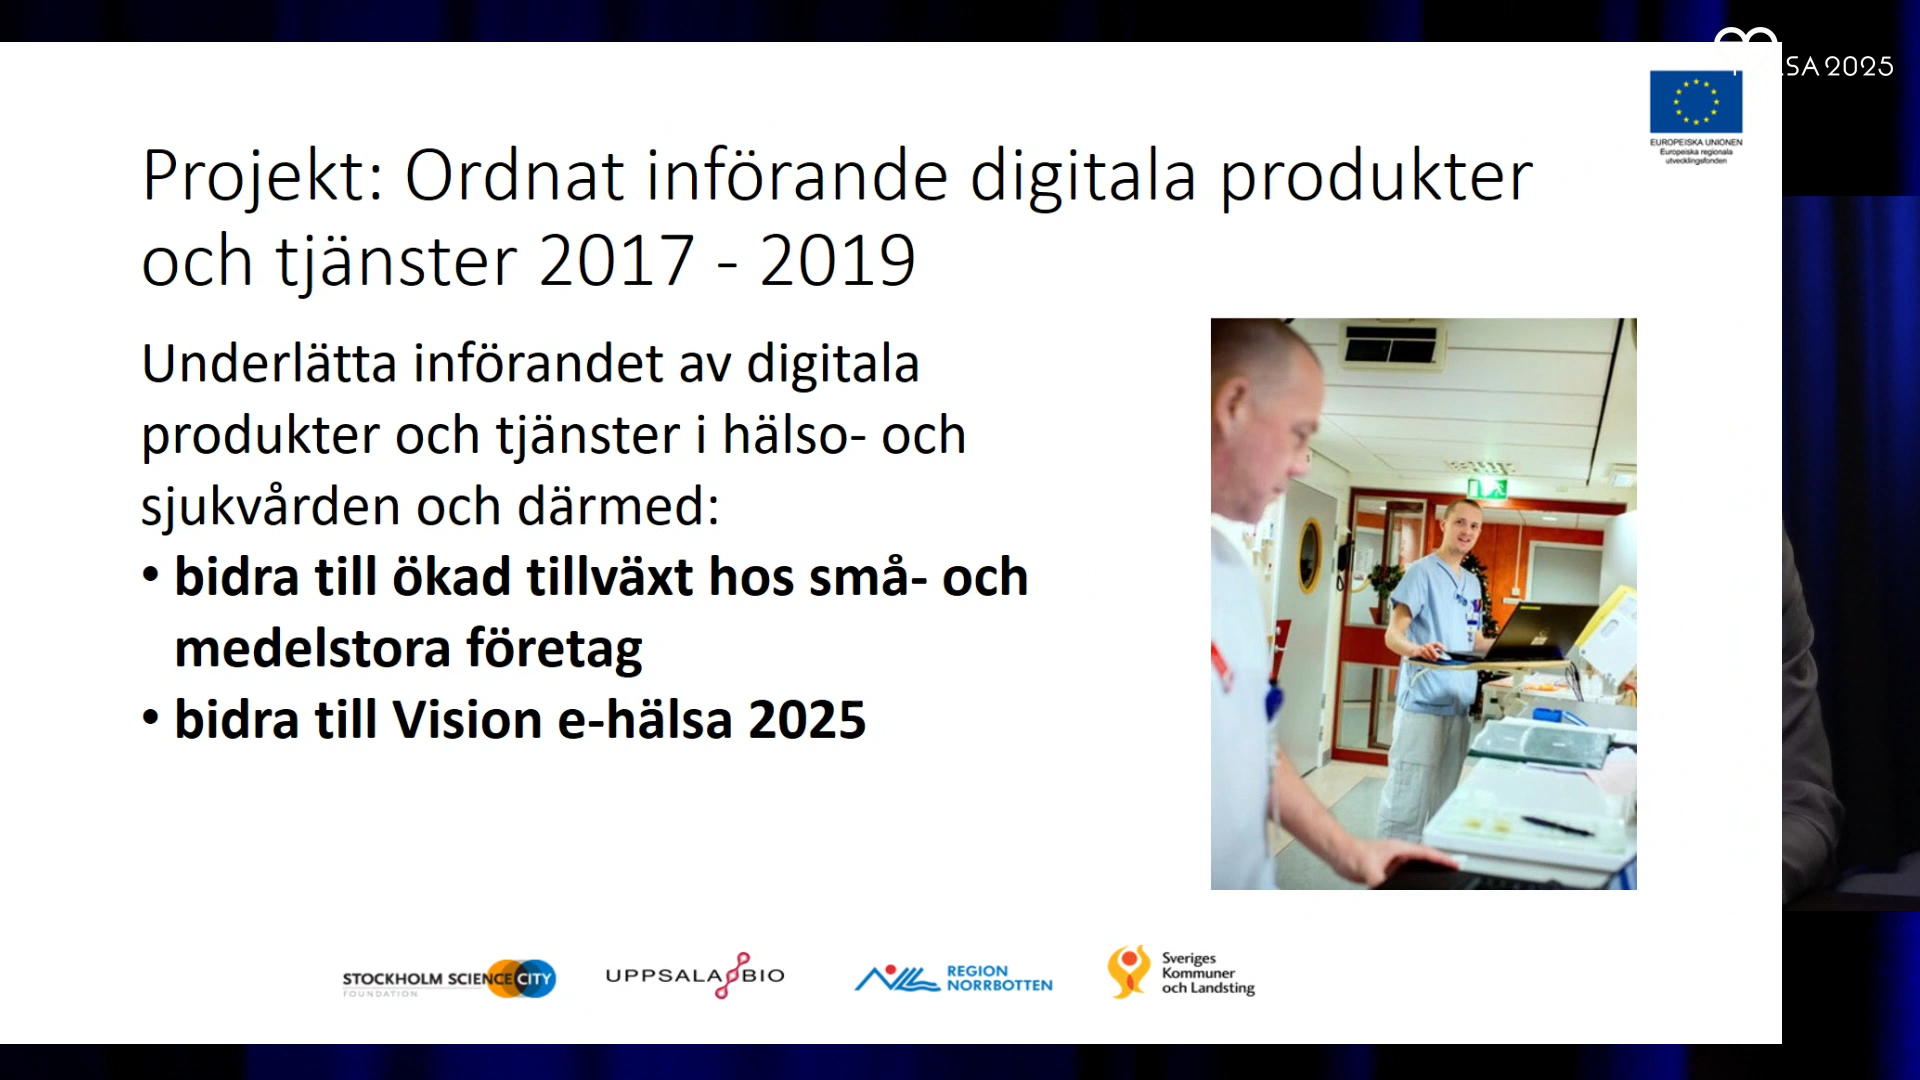 SA2025
EUROPEISKA UNIONEN
Europeiska regionala
utvecklingsfonden
Projekt: Ordnat införande digitala produkter
och tjänster 2017 - 2019
Underlätta införandet av digitala
produkter och tjänster i hälso- och
sjukvården och därmed:
• bidra till ökad tillväxt hos små- och
medelstora företag
• bidra till Vision e-hälsa 2025
STOCKHOLM SCIENCE CITY
FOUNDATION
UPPSALA BIO
REGION
NORRBOTTEN
Sveriges
Kommuner
och Landsting